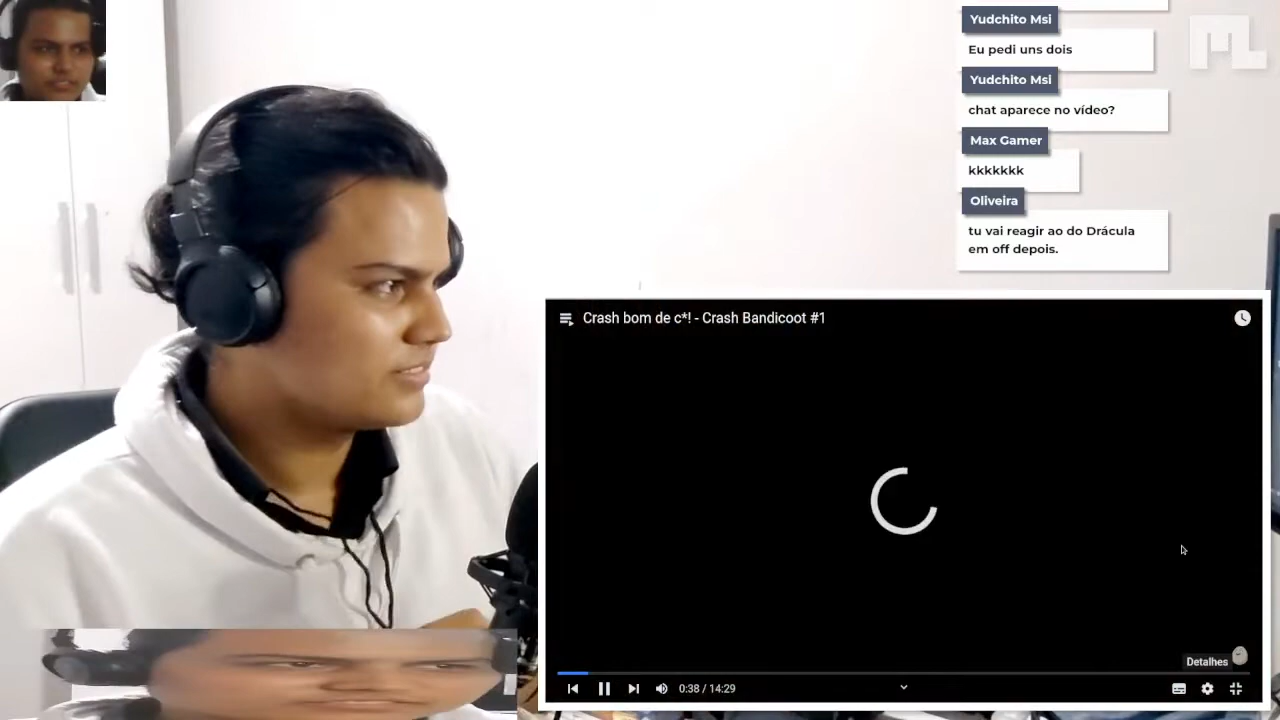 Yudchito Msi
Eu pedi uns dois
Yudchito Msi
chat aparece no vídeo?
Max Gamer
kkkkkkk
Oliveira
tu vai reagir ao do Drácula
em off depois.
ML
Crash bom de c*! - Crash Bandicoot #1
Detalhes
0:38 / 14:29